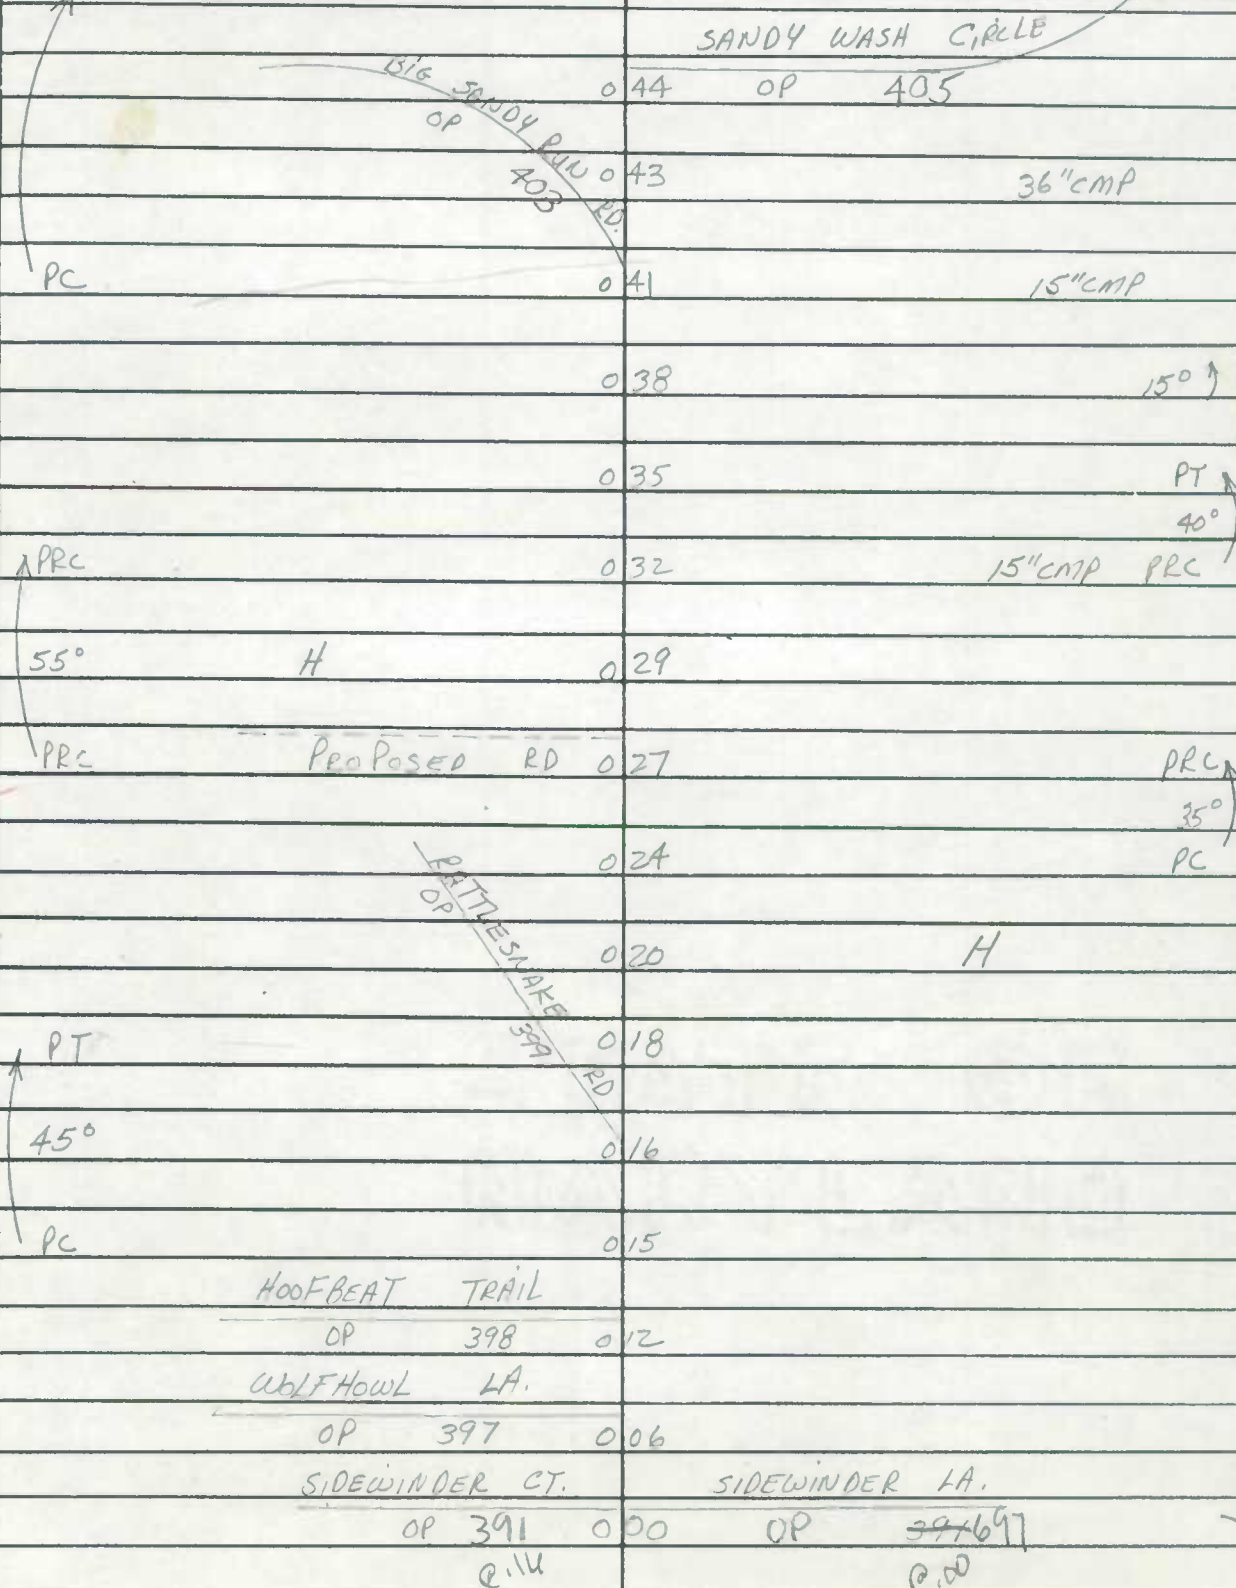 SANDY WASH CIRCLE
0 44 OP 405
BIG SANDY RUN RD.
OP 403
0 43 36" CMP
PC 0 41 15" CMP
0 38 15°
0 35 PT
40°
PRC 0 32 15" CMP PRC
55° H 0 29
PRC PROPOSED RD 0 27 PRC
35°
0 24 PC
RATTLESNAKE RD
OP 399
0 20 H
PT 0 18
45° 0 16
PC 0 15
HOOFBEAT TRAIL
OP 398 0 12
WOLFHOWL LA.
OP 397 0 06
SIDEWINDER CT. SIDEWINDER LA.
OP 391 0 00 OP 391 697
@ .14 @ .00